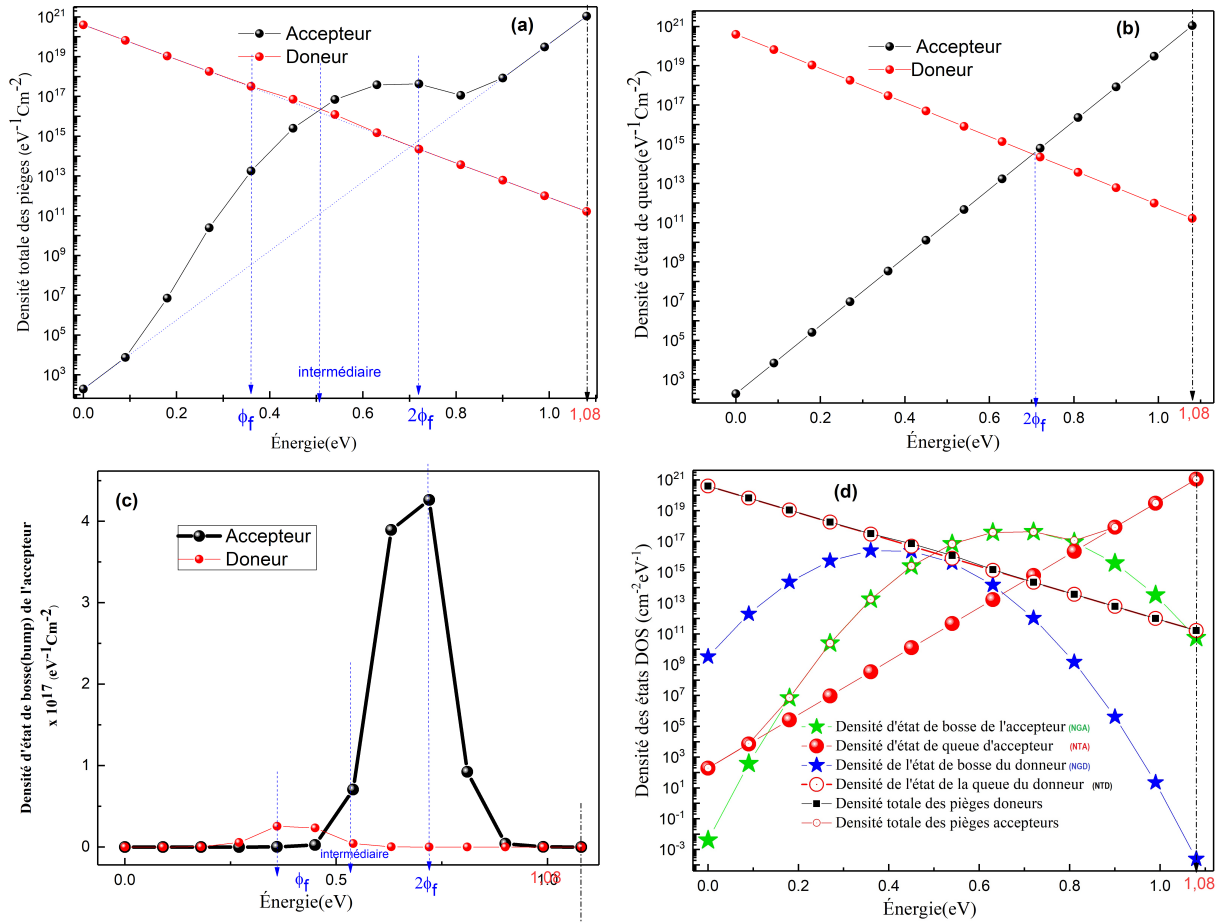 (a)
Accepteur
Doneur
Densité totale des pièges (eV⁻¹Cm⁻²)
10²¹
10¹⁹
10¹⁷
10¹⁵
10¹³
10¹¹
10⁹
10⁷
10⁵
10³
intermédiaire
0.0 0.2 0.4 0.6 0.8 1.0 1,08
ϕf 2ϕf
Énergie(eV)
(b)
Accepteur
Doneur
Densité d'état de queue(eV⁻¹Cm⁻²)
10²¹
10¹⁹
10¹⁷
10¹⁵
10¹³
10¹¹
10⁹
10⁷
10⁵
10³
0.0 0.2 0.4 0.6 0.8 1.0 1,08
2ϕf
Énergie(eV)
(c)
Accepteur
Doneur
Densité d'état de bosse(bump) de l'accepteur
x 10¹⁷ (eV⁻¹Cm⁻²)
4
3
2
1
0
intermédiaire
0.0 0.5 1.0 1,08
ϕf 2ϕf
Énergie(eV)
(d)
Densité des états DOS (cm⁻²eV⁻¹)
10²¹
10¹⁹
10¹⁷
10¹⁵
10¹³
10¹¹
10⁹
10⁷
10⁵
10³
10¹
10⁻¹
10⁻³
Densité d'état de bosse de l'accepteur (NGA)
Densité d'état de queue d'accepteur (NTA)
Densité de l'état de bosse du donneur (NGD)
Densité de l'état de la queue du donneur (NTD)
Densité totale des pièges doneurs
Densité totale des pièges accepteurs
0.0 0.2 0.4 0.6 0.8 1.0 1,08
Énergie(eV)